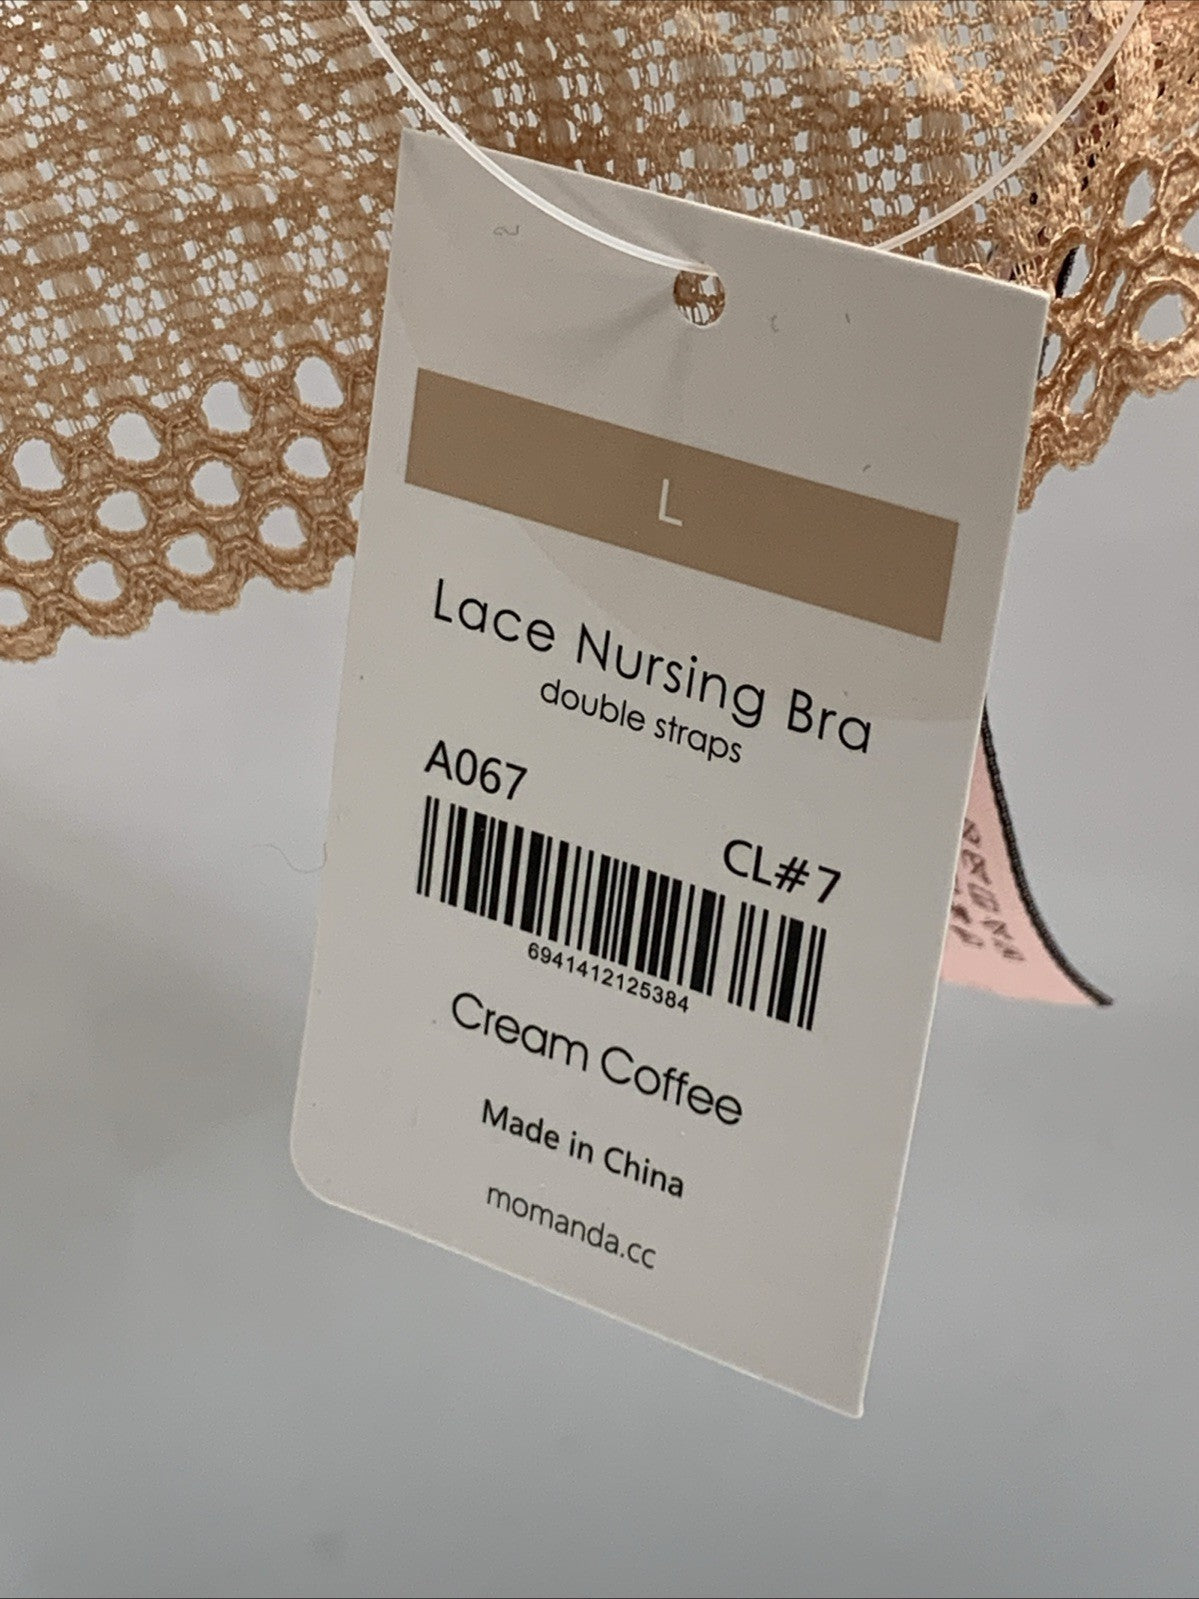 L
Lace Nursing Bra
double straps
A067
CL#7
6941412125384
Cream Coffee
Made in China
momanda.cc